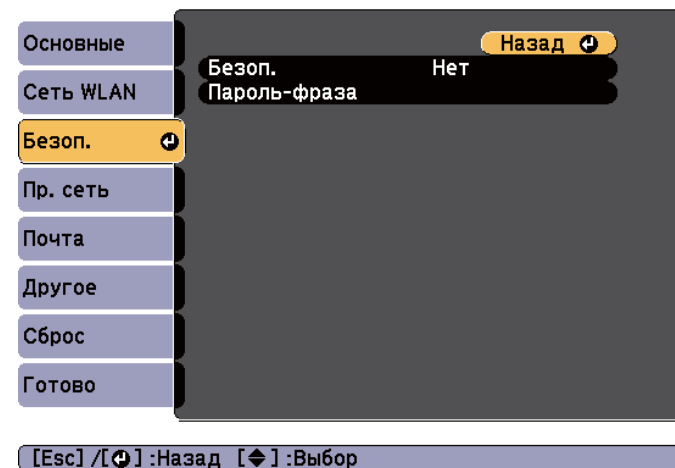 Основные
Сеть WLAN
Безоп.
Пр. сеть
Почта
Другое
Сброс
Готово
Назад
Безоп. Нет
Пароль-фраза
[Esc] /[ ] :Назад [ ] :Выбор